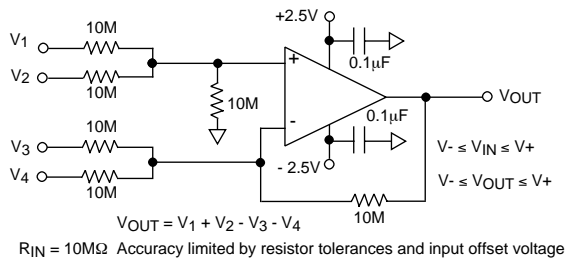 +2.5V
10M
V1
V2
10M
0.1µF
+
10M
-
0.1µF
VOUT
10M
V3
V4
10M
- 2.5V
V- ≤ VIN ≤ V+
V- ≤ VOUT ≤ V+
10M
VOUT = V1 + V2 - V3 - V4
RIN = 10MΩ Accuracy limited by resistor tolerances and input offset voltage